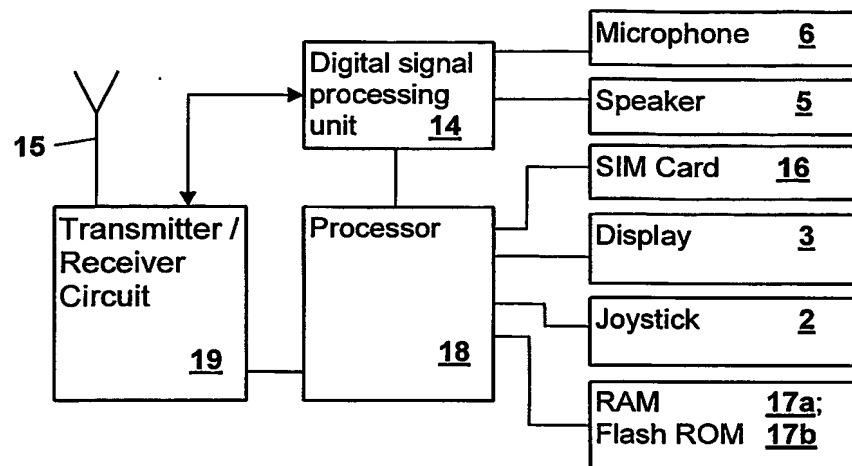 Microphone 6
Digital signal
processing
unit 14
Speaker 5
15
SIM Card 16
Transmitter /
Receiver
Circuit
19
Processor
18
Display 3
Joystick 2
RAM 17a;
Flash ROM 17b